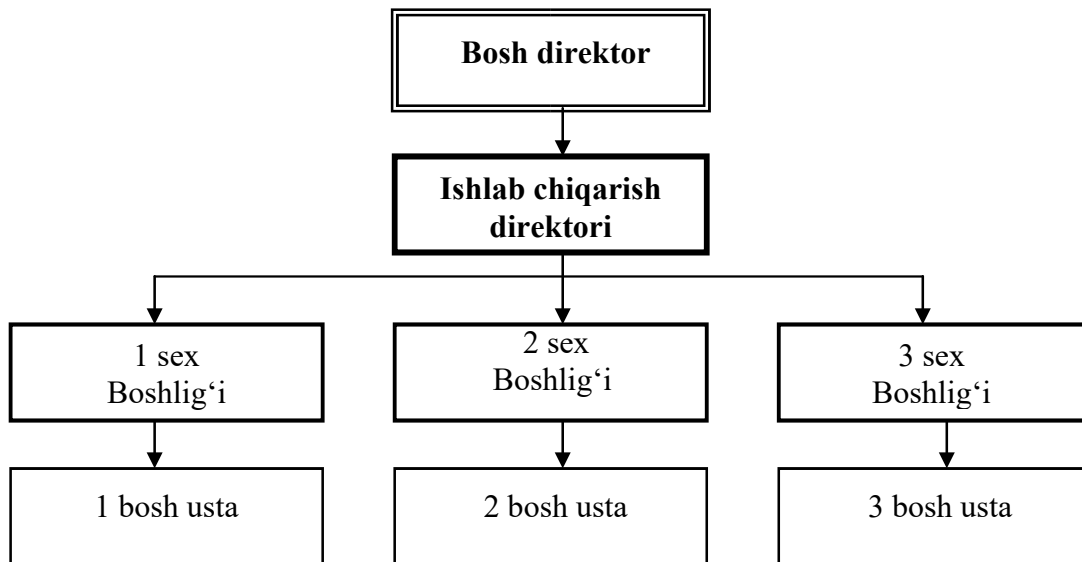 Bosh direktor
Ishlab chiqarish
direktori
1 sex
Boshlig‘i
2 sex
Boshlig‘i
3 sex
Boshlig‘i
1 bosh usta
2 bosh usta
3 bosh usta